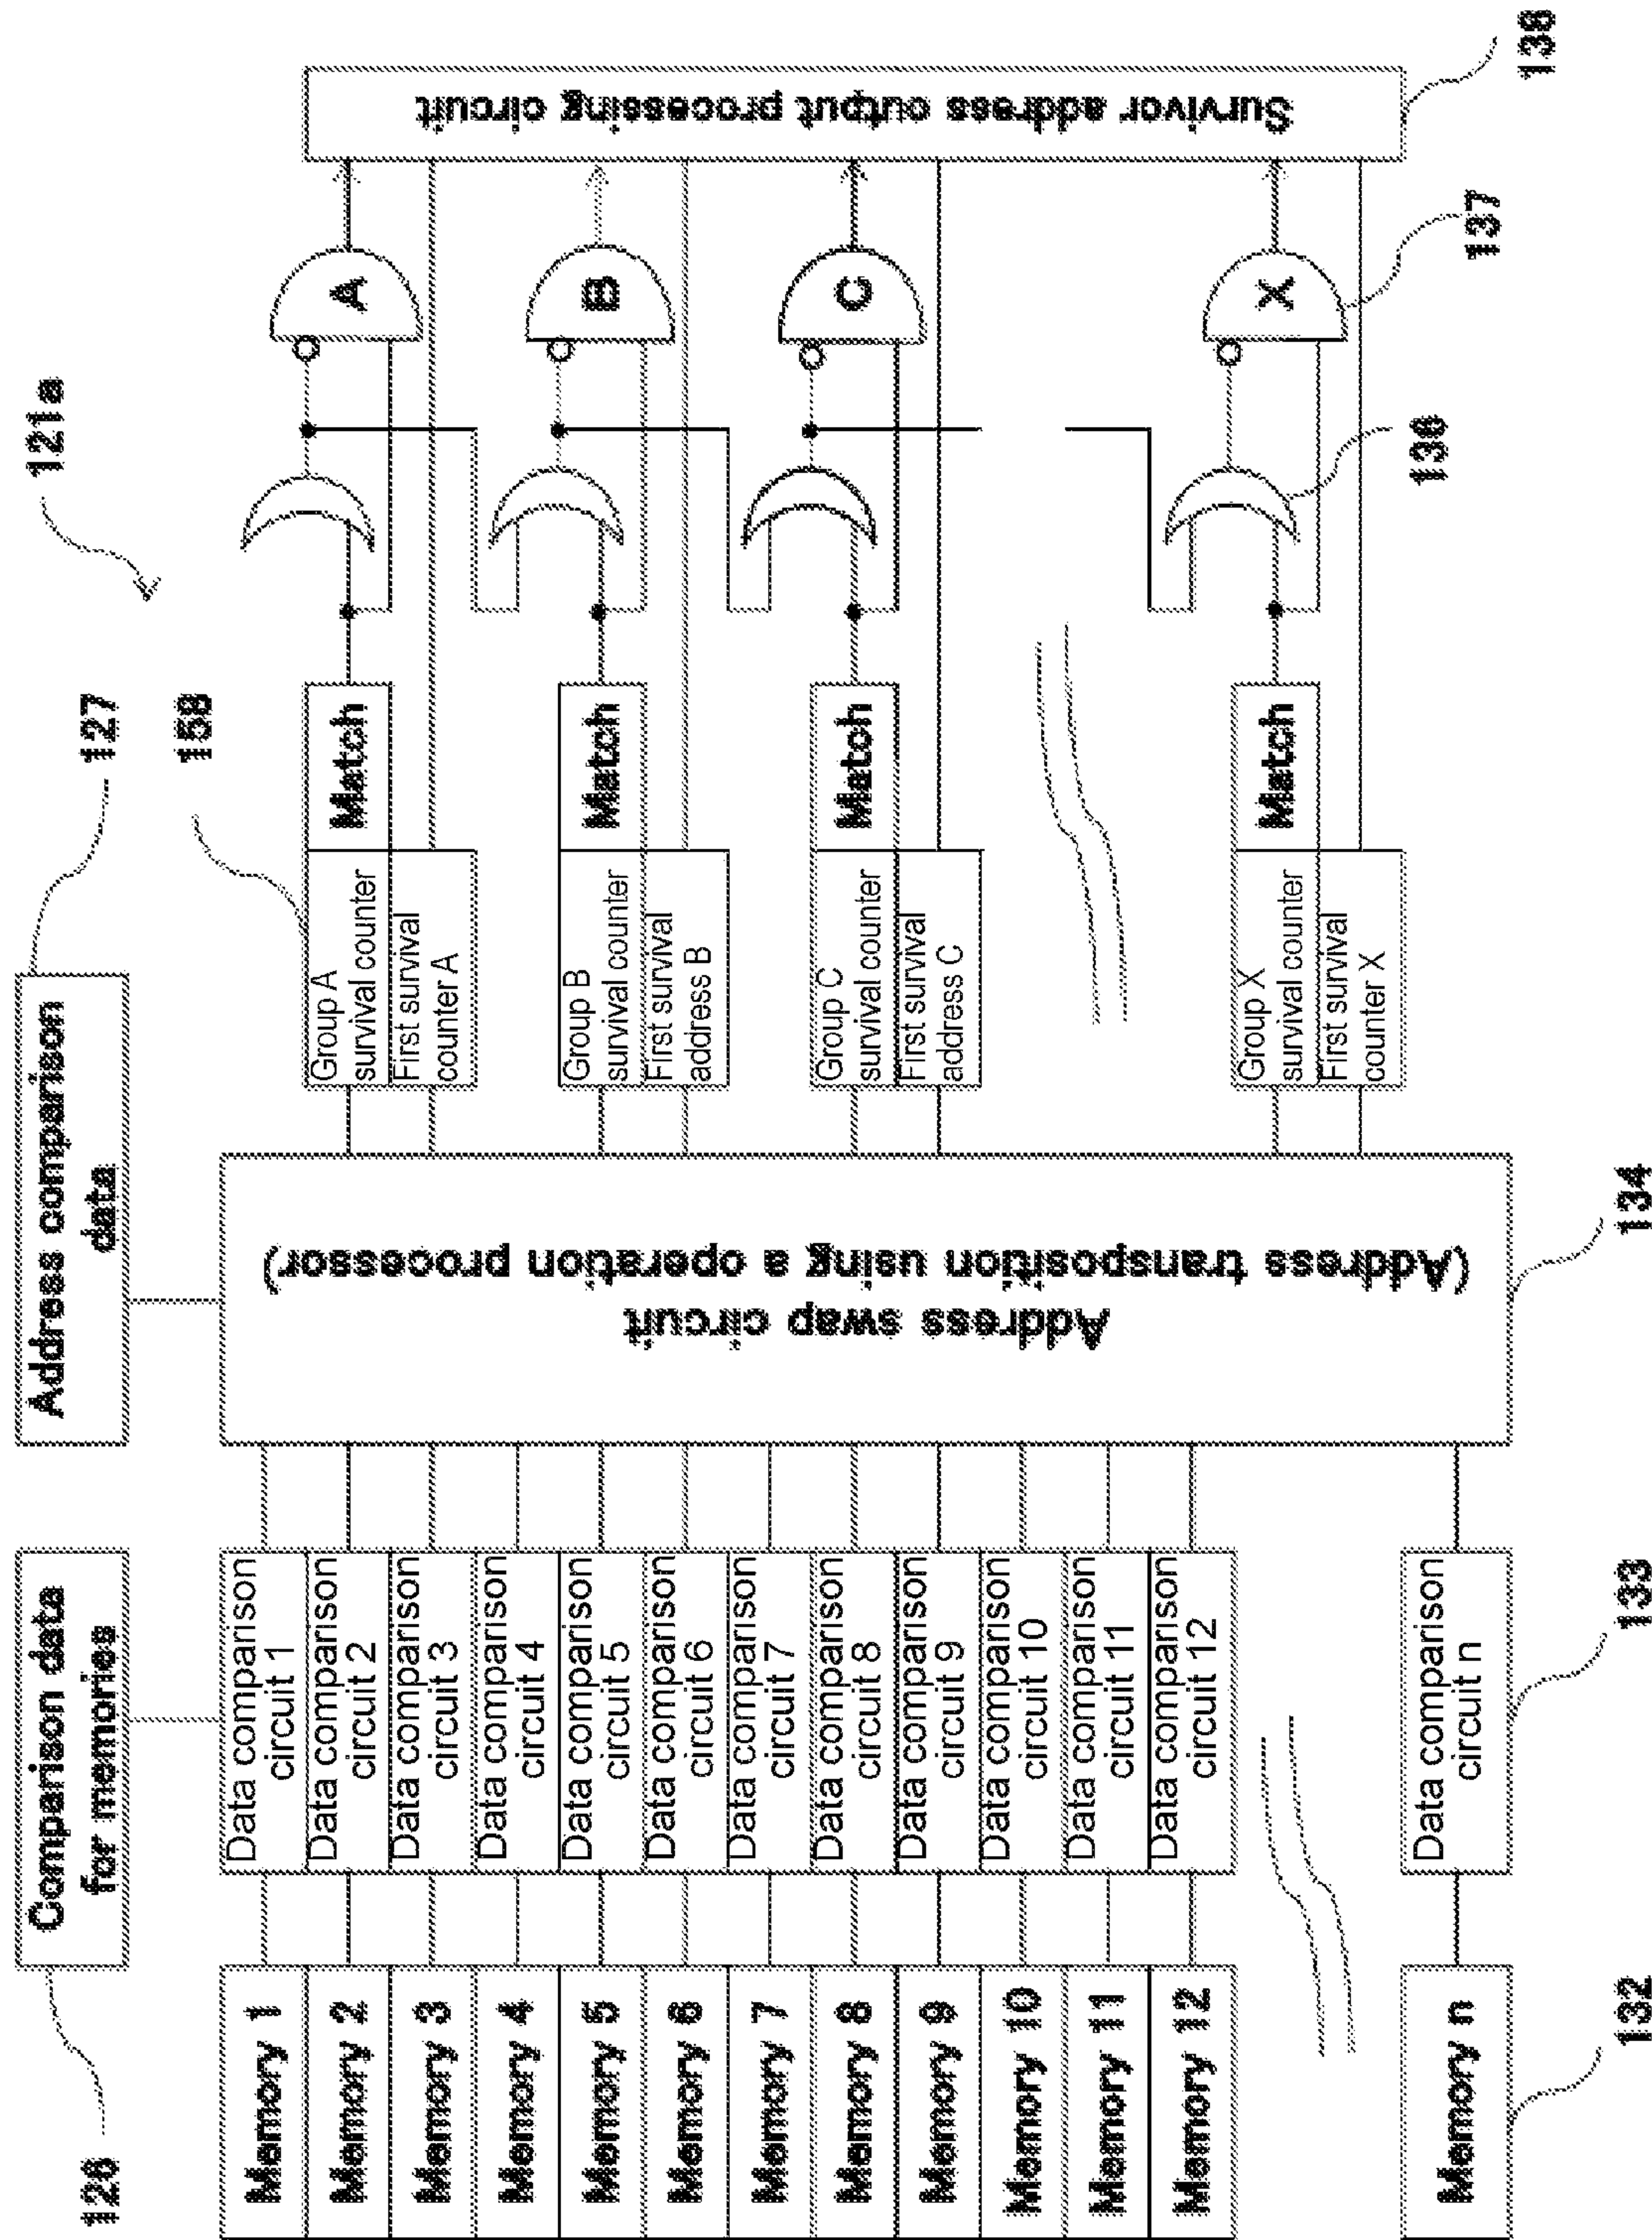 126
Comparison data
for memories
Address comparison
data
127
158
121a
Memory 1
Memory 2
Memory 3
Memory 4
Memory 5
Memory 6
Memory 7
Memory 8
Memory 9
Memory 10
Memory 11
Memory 12
Memory n
132
Data comparison
circuit 1
Data comparison
circuit 2
Data comparison
circuit 3
Data comparison
circuit 4
Data comparison
circuit 5
Data comparison
circuit 6
Data comparison
circuit 7
Data comparison
circuit 8
Data comparison
circuit 9
Data comparison
circuit 10
Data comparison
circuit 11
Data comparison
circuit 12
Data comparison
circuit n
133
Address swap circuit
(Address transposition using a operation processor)
134
Group A
survival counter
First survival
counter A
Match
Group B
survival counter
First survival
address B
Match
Group C
survival counter
First survival
address C
Match
Group X
survival counter
First survival
counter X
Match
136
A
B
C
X
137
Survivor address output processing circuit
138